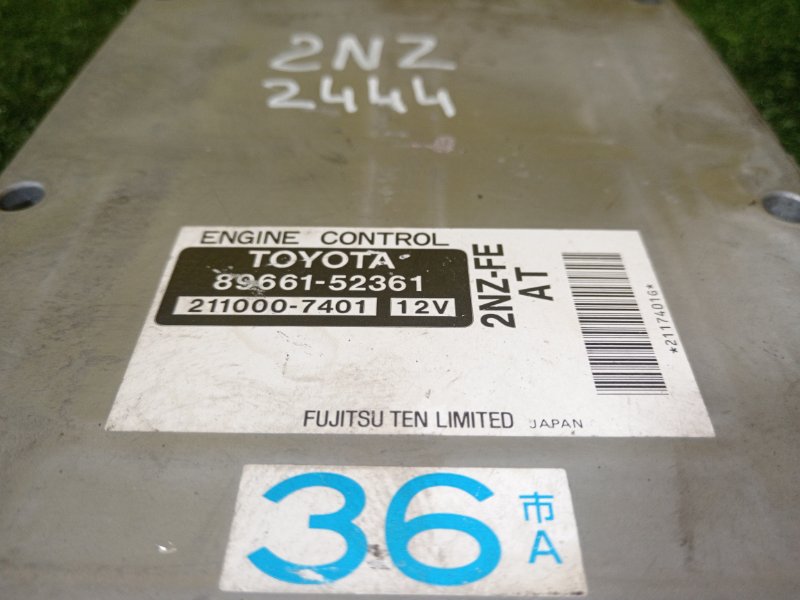 2NZ
2444
ENGINE CONTROL
TOYOTA
89661-52361
211000-7401 12V
2NZ-FE
AT
*21174016*
FUJITSU TEN LIMITED JAPAN
36 市
A